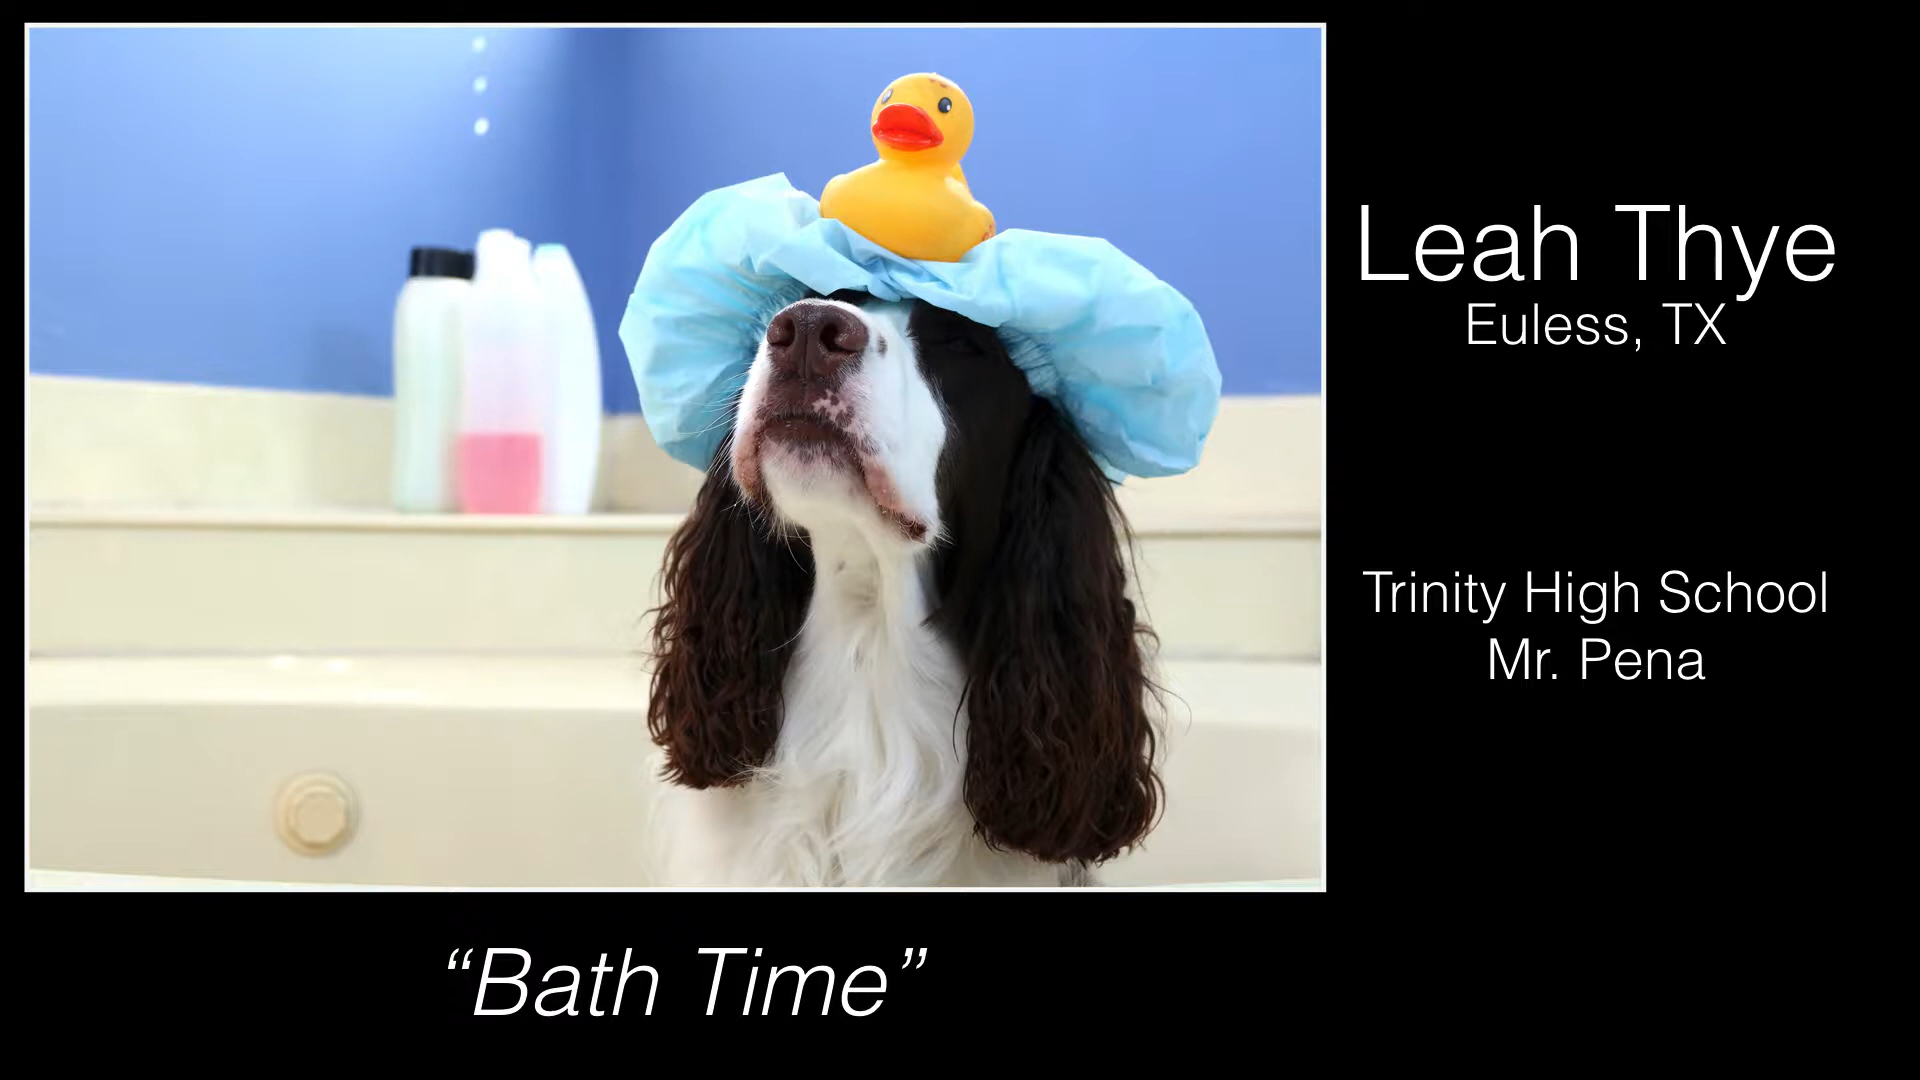 Leah Thye
Euless, TX
Trinity High School
Mr. Pena
“Bath Time”